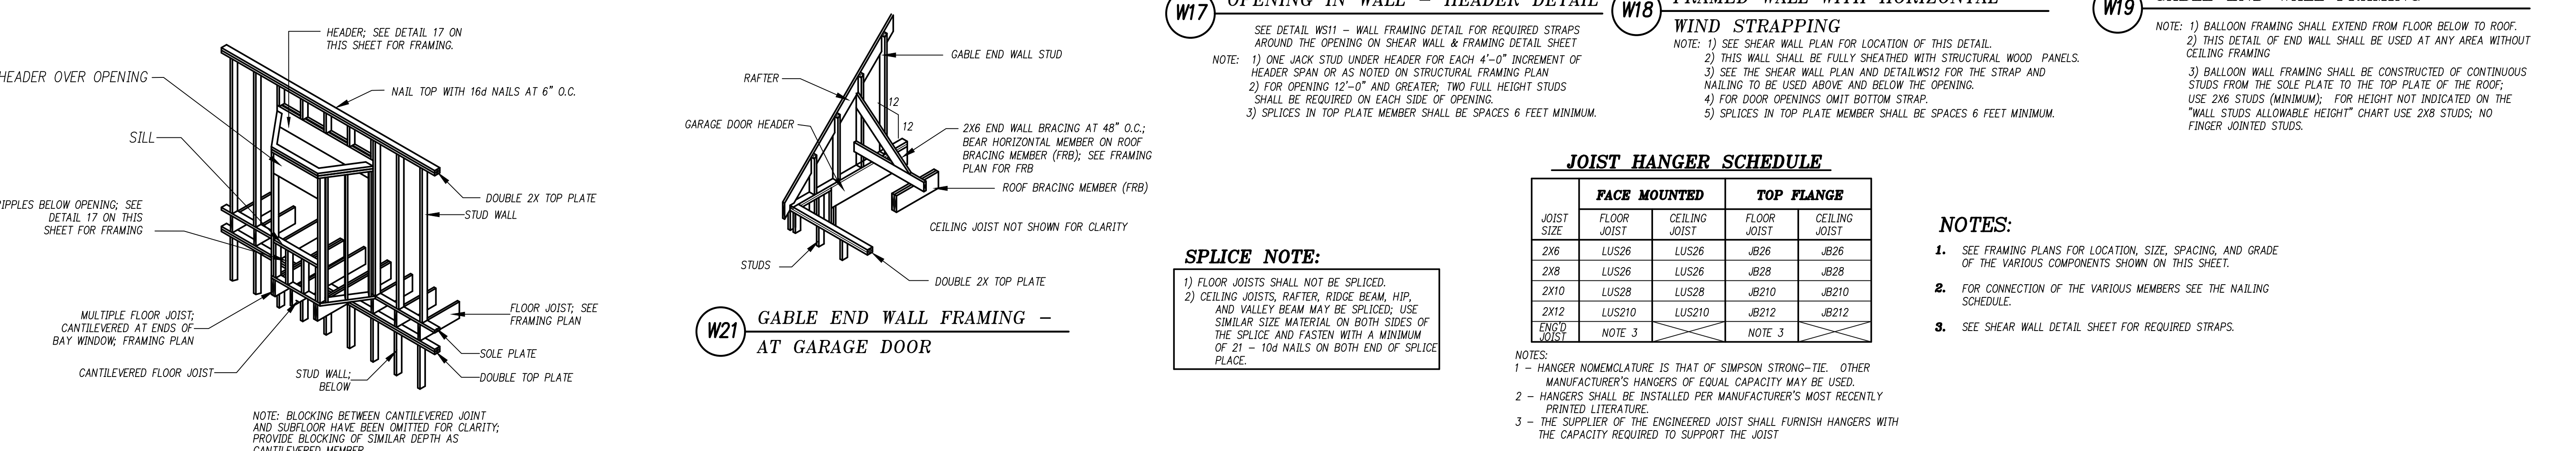 HEADER; SEE DETAIL 17 ON
THIS SHEET FOR FRAMING.
HEADER OVER OPENING
NAIL TOP WITH 16d NAILS AT 6" O.C.
SILL
DOUBLE 2X TOP PLATE
STUD WALL
BELOW OPENING; SEE
DETAIL 17 ON THIS
SHEET FOR FRAMING
MULTIPLE FLOOR JOIST;
CANTILEVERED AT ENDS OF
BAY WINDOW; FRAMING PLAN
FLOOR JOIST; SEE
FRAMING PLAN
SOLE PLATE
CANTILEVERED FLOOR JOIST
STUD WALL;
BELOW
DOUBLE TOP PLATE
NOTE: BLOCKING BETWEEN CANTILEVERED JOINT
AND SUBFLOOR HAVE BEEN OMITTED FOR CLARITY;
PROVIDE BLOCKING OF SIMILAR DEPTH AS
CANTILEVERED MEMBER
GABLE END WALL STUD
RAFTER
12
12
GARAGE DOOR HEADER
2X6 END WALL BRACING AT 48" O.C.;
BEAR HORIZONTAL MEMBER ON ROOF
BRACING MEMBER (FRB); SEE FRAMING
PLAN FOR FRB
ROOF BRACING MEMBER (FRB)
CEILING JOIST NOT SHOWN FOR CLARITY
STUDS
DOUBLE 2X TOP PLATE
W21
GABLE END WALL FRAMING -
AT GARAGE DOOR
W17
OPENING IN WALL - HEADER DETAIL
SEE DETAIL WS11 - WALL FRAMING DETAIL FOR REQUIRED STRAPS
AROUND THE OPENING ON SHEAR WALL & FRAMING DETAIL SHEET
NOTE: 1) ONE JACK STUD UNDER HEADER FOR EACH 4'-0" INCREMENT OF
HEADER SPAN OR AS NOTED ON STRUCTURAL FRAMING PLAN
2) FOR OPENING 12'-0" AND GREATER; TWO FULL HEIGHT STUDS
SHALL BE REQUIRED ON EACH SIDE OF OPENING.
3) SPLICES IN TOP PLATE MEMBER SHALL BE SPACES 6 FEET MINIMUM.
W18
FRAMED WALL WITH HORIZONTAL
WIND STRAPPING
NOTE: 1) SEE SHEAR WALL PLAN FOR LOCATION OF THIS DETAIL.
2) THIS WALL SHALL BE FULLY SHEATHED WITH STRUCTURAL WOOD PANELS.
3) SEE THE SHEAR WALL PLAN AND DETAILWS12 FOR THE STRAP AND
NAILING TO BE USED ABOVE AND BELOW THE OPENING.
4) FOR DOOR OPENINGS OMIT BOTTOM STRAP.
5) SPLICES IN TOP PLATE MEMBER SHALL BE SPACES 6 FEET MINIMUM.
W19
GABLE END WALL FRAMING
NOTE: 1) BALLOON FRAMING SHALL EXTEND FROM FLOOR BELOW TO ROOF.
2) THIS DETAIL OF END WALL SHALL BE USED AT ANY AREA WITHOUT
CEILING FRAMING
3) BALLOON WALL FRAMING SHALL BE CONSTRUCTED OF CONTINUOUS
STUDS FROM THE SOLE PLATE TO THE TOP PLATE OF THE ROOF;
USE 2X6 STUDS (MINIMUM); FOR HEIGHT NOT INDICATED ON THE
"WALL STUDS ALLOWABLE HEIGHT" CHART USE 2X8 STUDS; NO
FINGER JOINTED STUDS.
SPLICE NOTE:
1) FLOOR JOISTS SHALL NOT BE SPLICED.
2) CEILING JOISTS, RAFTER, RIDGE BEAM, HIP,
AND VALLEY BEAM MAY BE SPLICED; USE
SIMILAR SIZE MATERIAL ON BOTH SIDES OF
THE SPLICE AND FASTEN WITH A MINIMUM
OF 21 - 10d NAILS ON BOTH END OF SPLICE
PLACE.
JOIST HANGER SCHEDULE
FACE MOUNTED TOP FLANGE
JOIST FLOOR CEILING FLOOR CEILING
SIZE JOIST JOIST JOIST JOIST
2X6 LUS26 LUS26 JB26 JB26
2X8 LUS26 LUS26 JB28 JB28
2X10 LUS28 LUS28 JB210 JB210
2X12 LUS210 LUS210 JB212 JB212
ENG'D
JOIST NOTE 3 NOTE 3
NOTES:
1 - HANGER NOMEMCLATURE IS THAT OF SIMPSON STRONG-TIE. OTHER
MANUFACTURER'S HANGERS OF EQUAL CAPACITY MAY BE USED.
2 - HANGERS SHALL BE INSTALLED PER MANUFACTURER'S MOST RECENTLY
PRINTED LITERATURE.
3 - THE SUPPLIER OF THE ENGINEERED JOIST SHALL FURNISH HANGERS WITH
THE CAPACITY REQUIRED TO SUPPORT THE JOIST
NOTES:
1. SEE FRAMING PLANS FOR LOCATION, SIZE, SPACING, AND GRADE
OF THE VARIOUS COMPONENTS SHOWN ON THIS SHEET.
2. FOR CONNECTION OF THE VARIOUS MEMBERS SEE THE NAILING
SCHEDULE.
3. SEE SHEAR WALL DETAIL SHEET FOR REQUIRED STRAPS.